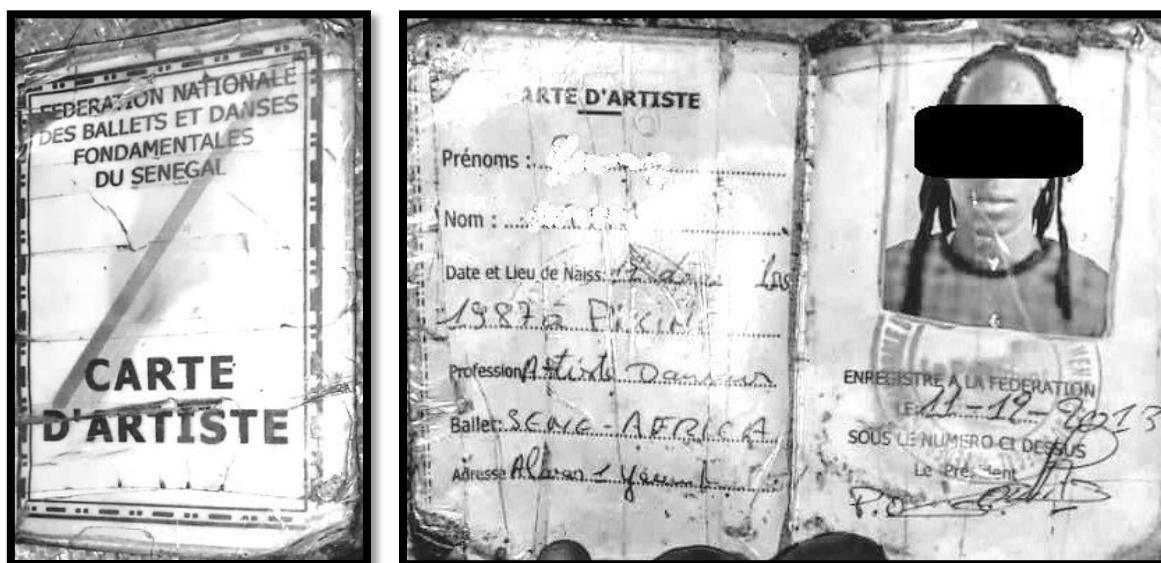 FEDERATION NATIONALE
DES BALLETS ET DANSES
FONDAMENTALES
DU SENEGAL
CARTE
D'ARTISTE
ARTE D'ARTISTE
Prénoms :
Nom :
Date et Lieu de Naiss: 17
1987 à PIKINE
Profession Artiste Danseur
Ballet: SENE-AFRICA
Adresse
ENREGISTRE A LA FEDERATION
LE: 11-12-2013
SOUS LE NUMERO CI DESSUS
Le Président
P.O